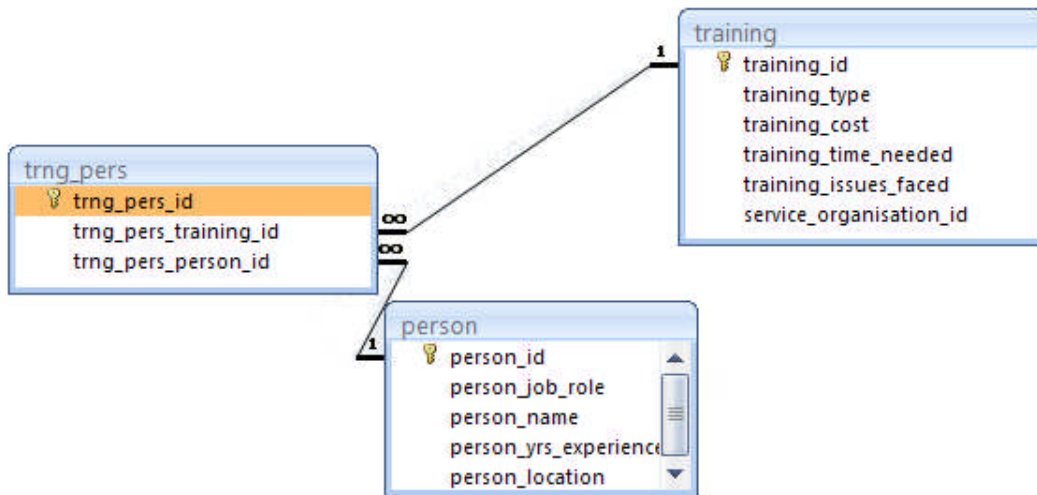 training
1
training_id
training_type
training_cost
training_time_needed
training_issues_faced
service_organisation_id
trng_pers
trng_pers_id
∞
trng_pers_training_id
∞
trng_pers_person_id
person
1
person_id
person_job_role
person_name
person_yrs_experience
person_location